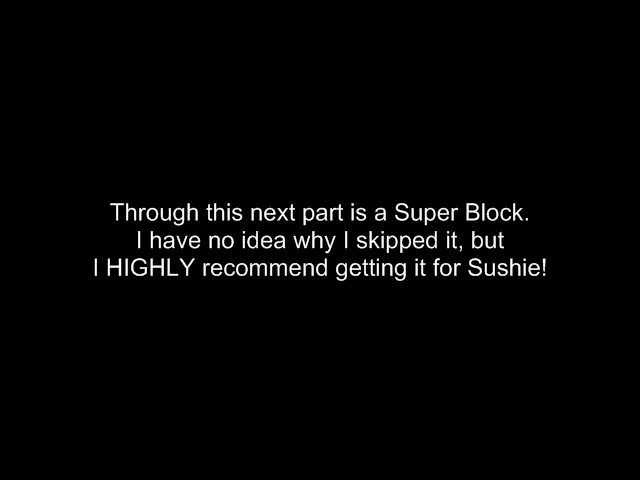 Through this next part is a Super Block.
I have no idea why I skipped it, but
I HIGHLY recommend getting it for Sushie!